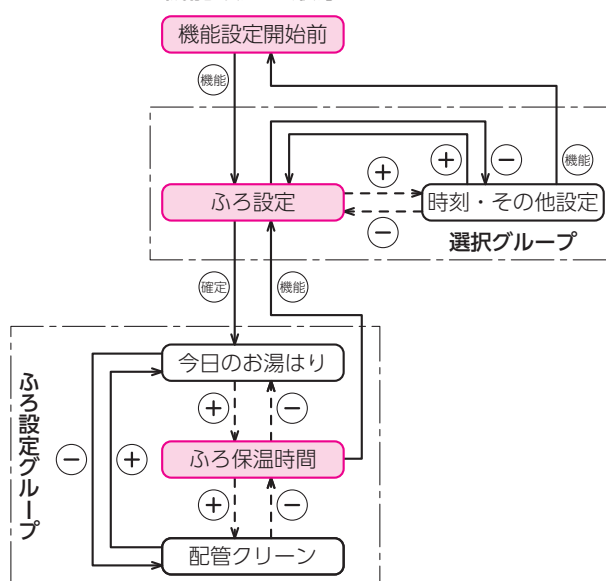 機能設定開始前
機能
+
-
機能
+
ふろ設定
時刻・その他設定
-
選択グループ
確定
機能
今日のお湯はり
ふろ設定グループ
+
-
-
+
ふろ保温時間
+
-
配管クリーン